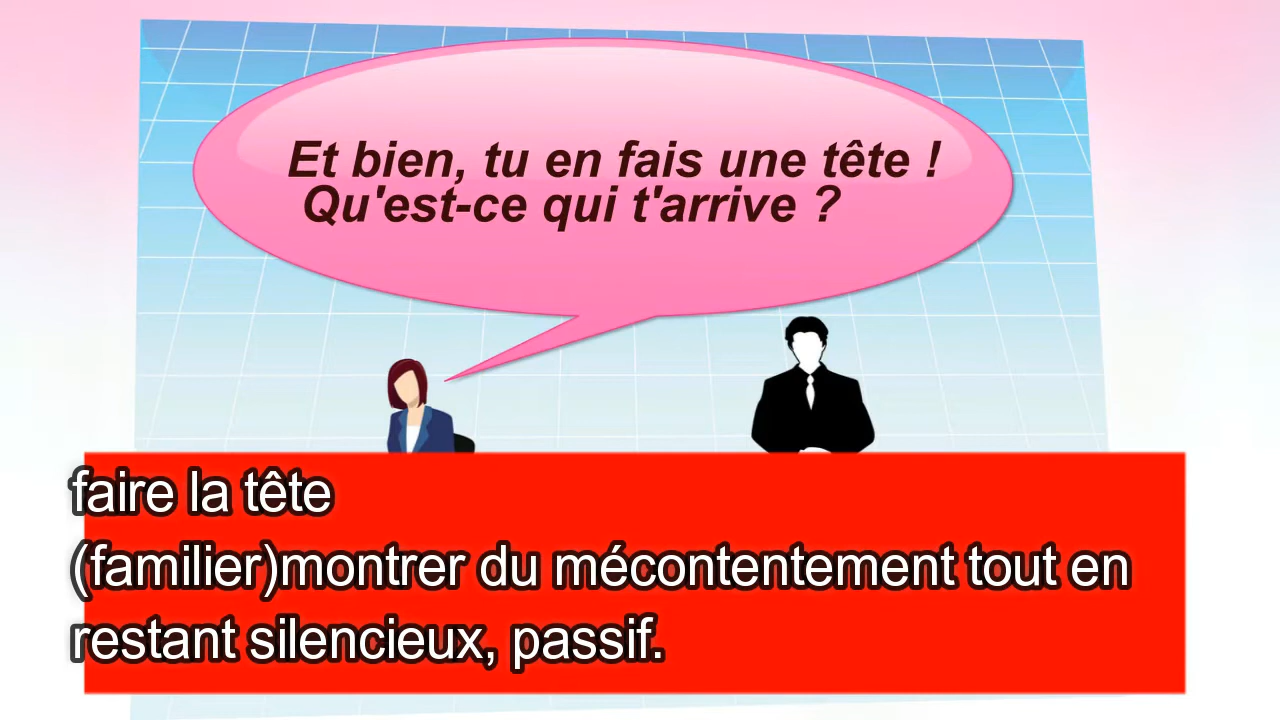 Et bien, tu en fais une tête !
Qu'est-ce qui t'arrive ?
faire la tête
(familier)montrer du mécontentement tout en
restant silencieux, passif.